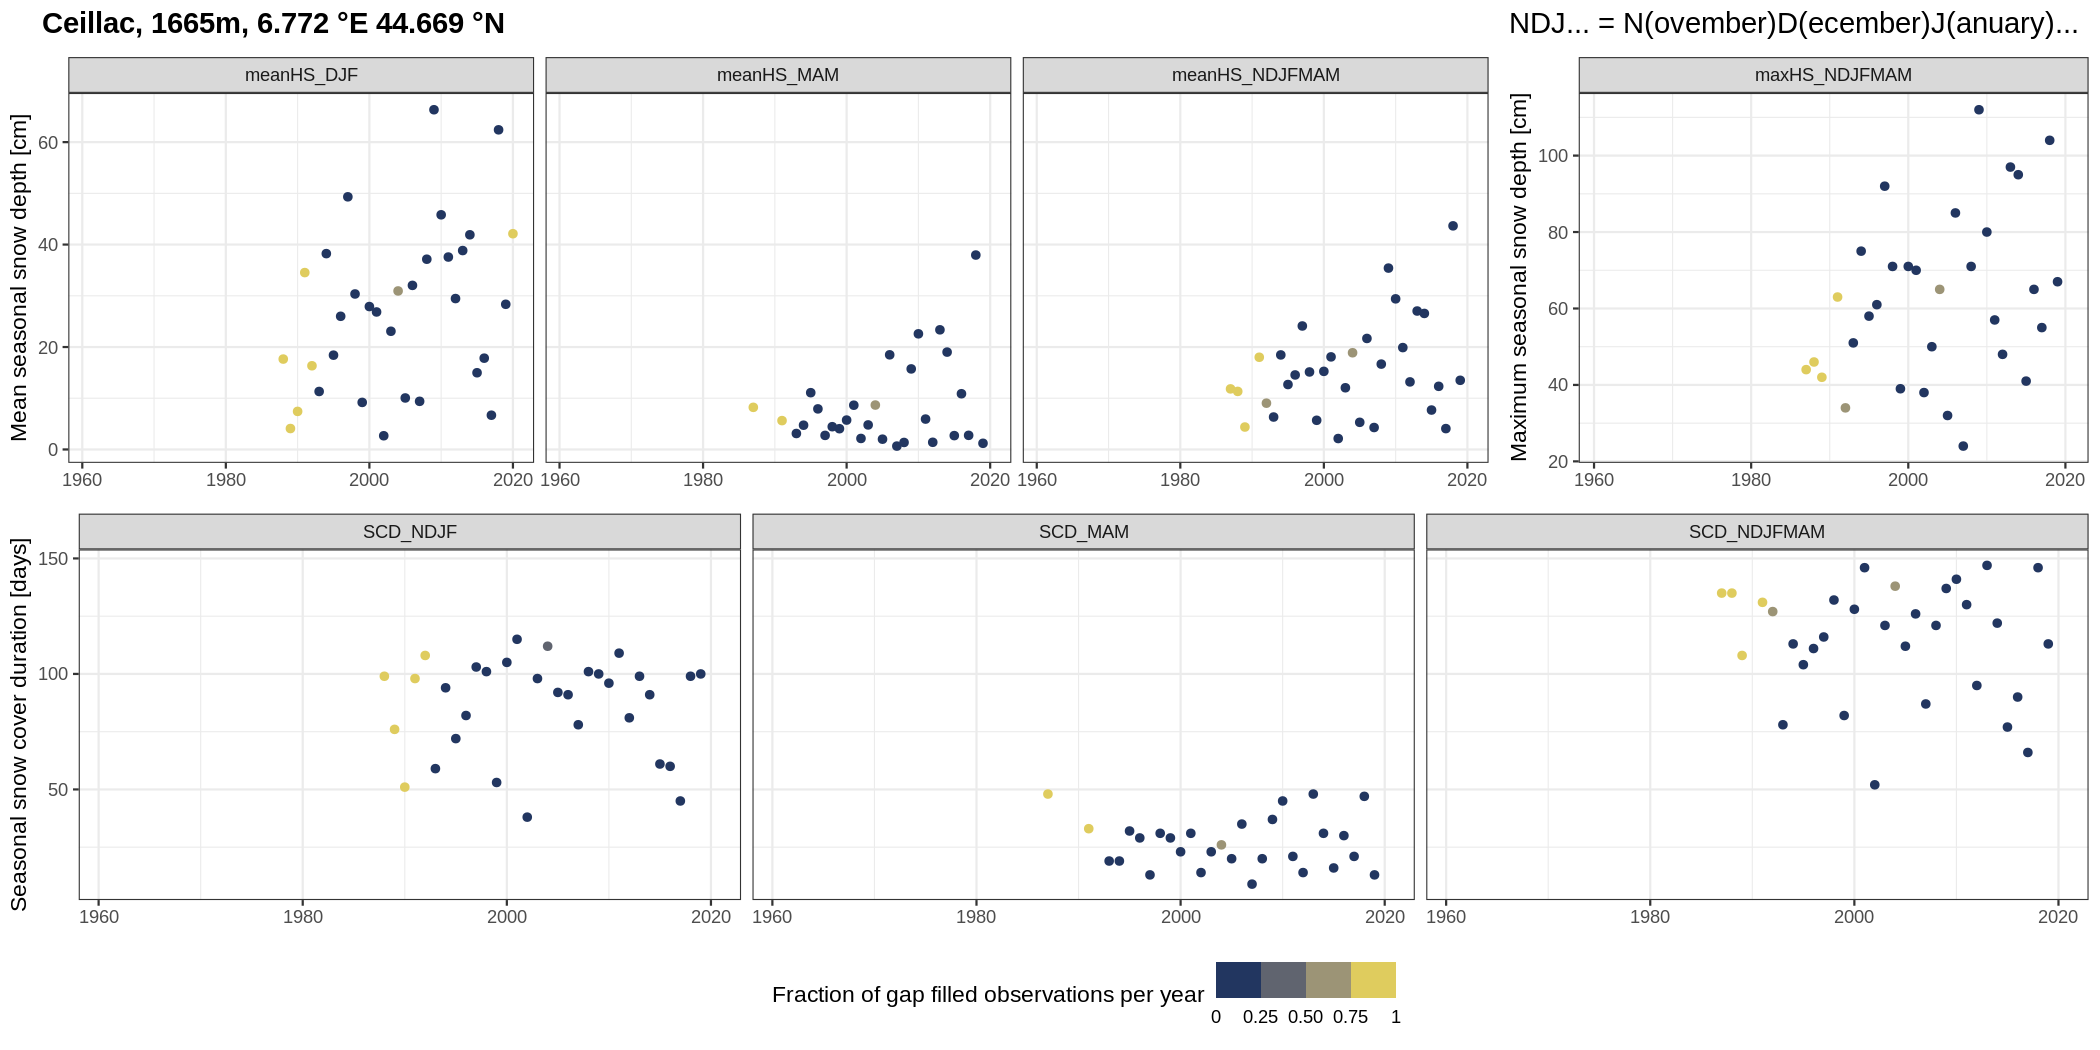 Ceillac, 1665m, 6.772 °E 44.669 °N
NDJ... = N(ovember)D(ecember)J(anuary)...
meanHS_DJF
meanHS_MAM
meanHS_NDJFMAM
maxHS_NDJFMAM
Mean seasonal snow depth [cm]
60
40
20
0
Maximum seasonal snow depth [cm]
100
80
60
40
20
1960 1980 2000 2020
1960 1980 2000 2020
1960 1980 2000 2020
1960 1980 2000 2020
SCD_NDJF
SCD_MAM
SCD_NDJFMAM
Seasonal snow cover duration [days]
150
100
50
1960 1980 2000 2020
1960 1980 2000 2020
1960 1980 2000 2020
Fraction of gap filled observations per year
0 0.25 0.50 0.75 1